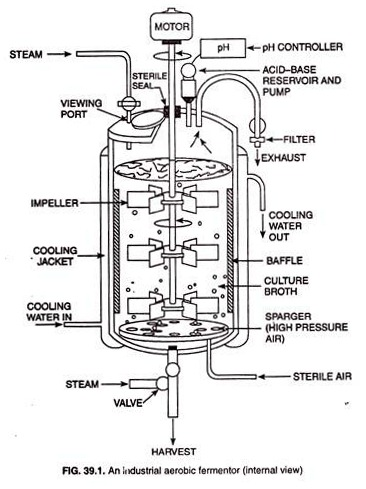 MOTOR
STEAM
pH
pH CONTROLLER
STERILE
SEAL
ACID-BASE
RESERVOIR AND
PUMP
VIEWING
PORT
FILTER
EXHAUST
IMPELLER
COOLING
WATER
OUT
COOLING
JACKET
BAFFLE
CULTURE
BROTH
COOLING
WATER IN
SPARGER
(HIGH PRESSURE
AIR)
STEAM
STERILE AIR
VALVE
HARVEST
FIG. 39.1. An industrial aerobic fermentor (internal view)